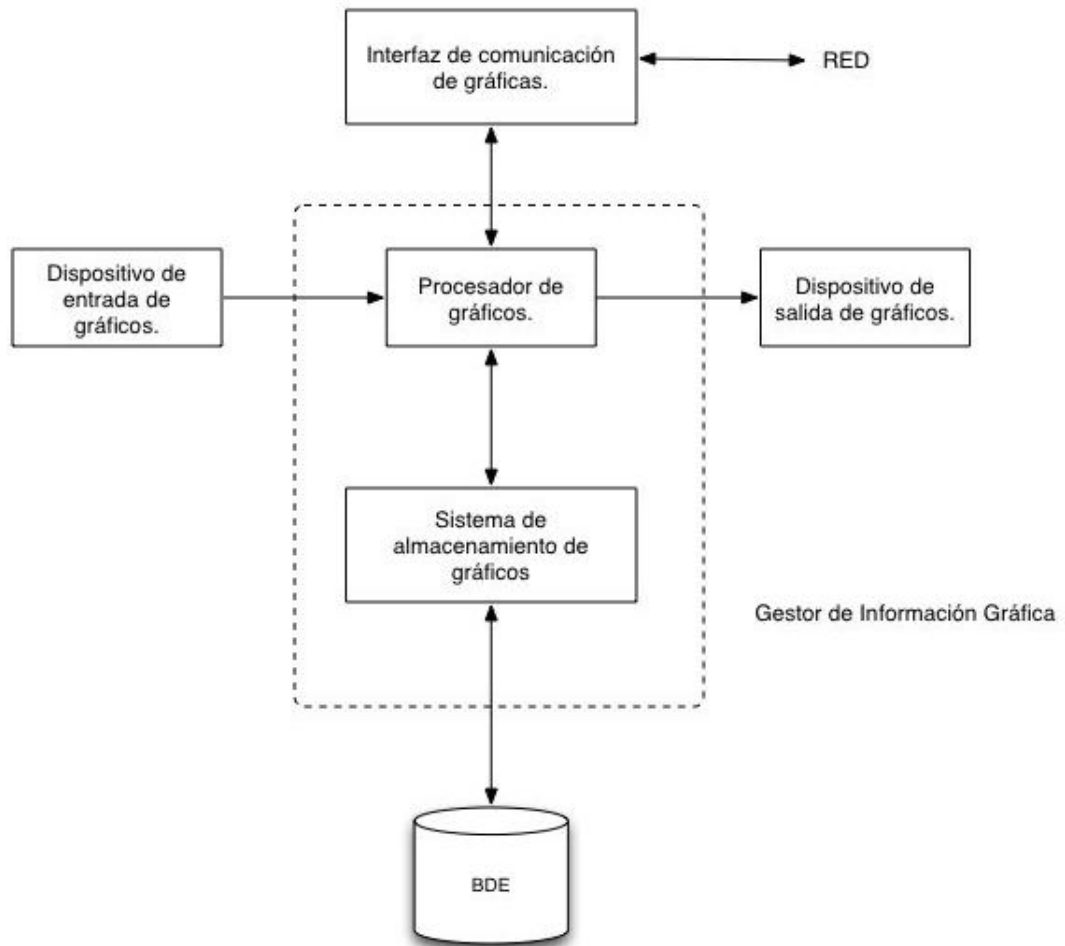 Interfaz de comunicación
de gráficas.
RED
Dispositivo de
entrada de
gráficos.
Procesador de
gráficos.
Dispositivo de
salida de gráficos.
Sistema de
almacenamiento de
gráficos
Gestor de Información Gráfica
BDE